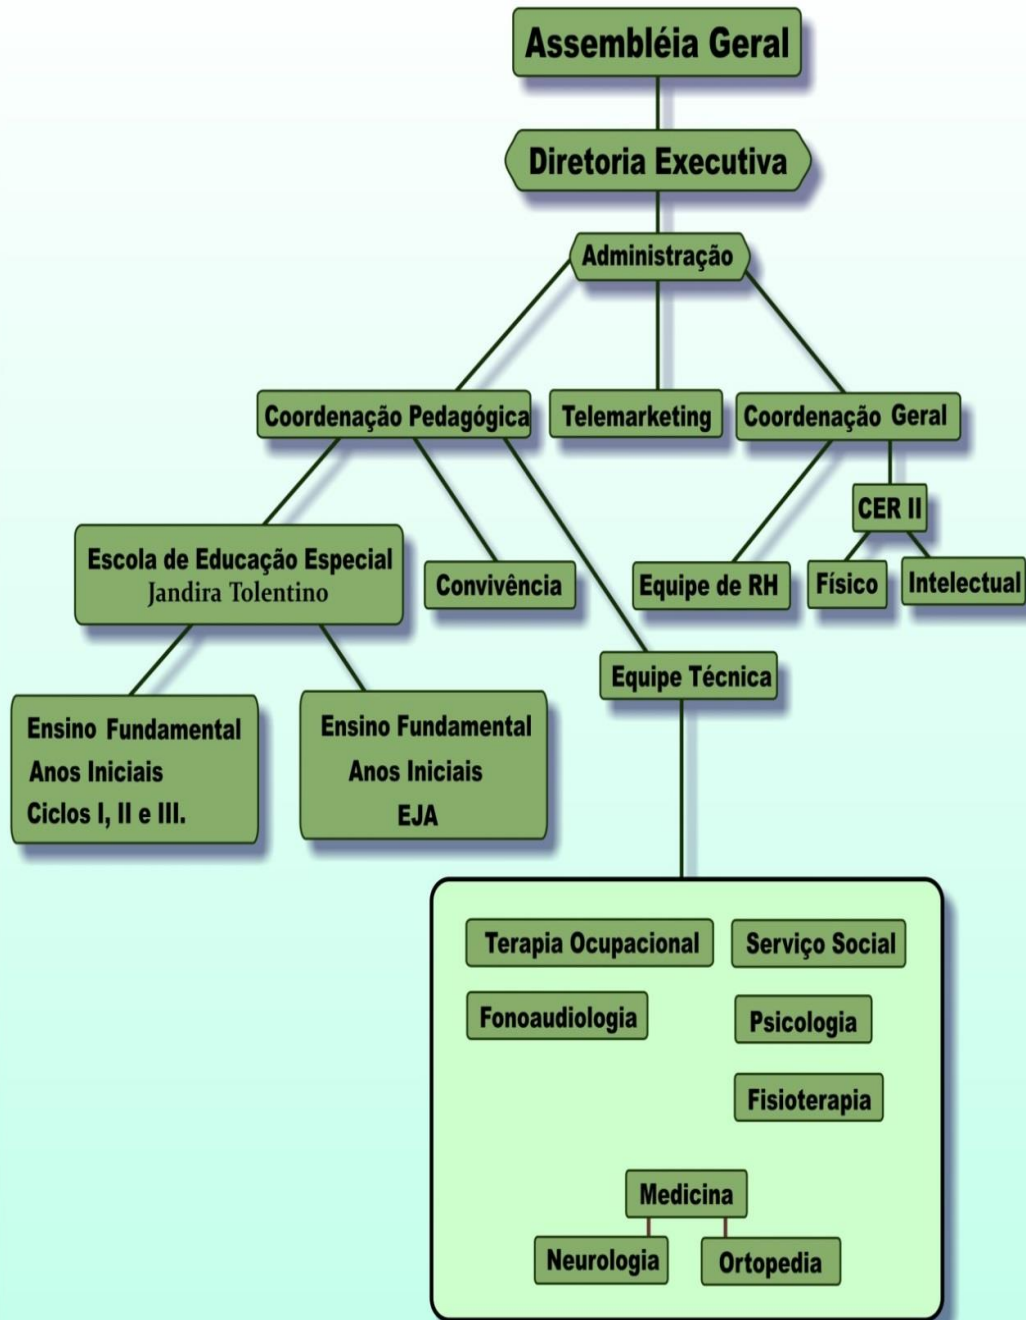 Assembléia Geral
Diretoria Executiva
Administração
Coordenação Pedagógica
Telemarketing
Coordenação Geral
CER II
Escola de Educação Especial
Jandira Tolentino
Convivência
Equipe de RH
Físico
Intelectual
Equipe Técnica
Ensino Fundamental
Anos Iniciais
Ciclos I, II e III.
Ensino Fundamental
Anos Iniciais
EJA
Terapia Ocupacional
Serviço Social
Fonoaudiologia
Psicologia
Fisioterapia
Medicina
Neurologia
Ortopedia